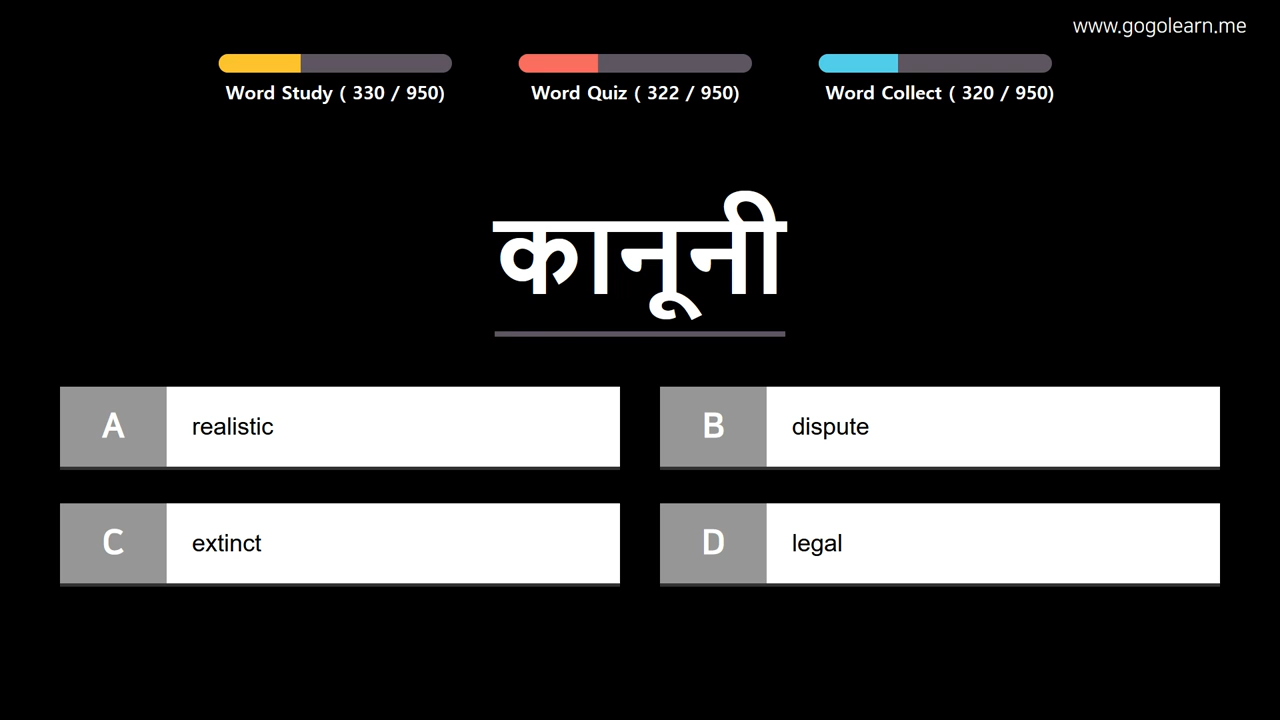 www.gogolearn.me
Word Study ( 330 / 950)
Word Quiz ( 322 / 950)
Word Collect ( 320 / 950)
कानूनी
A realistic
B dispute
C extinct
D legal